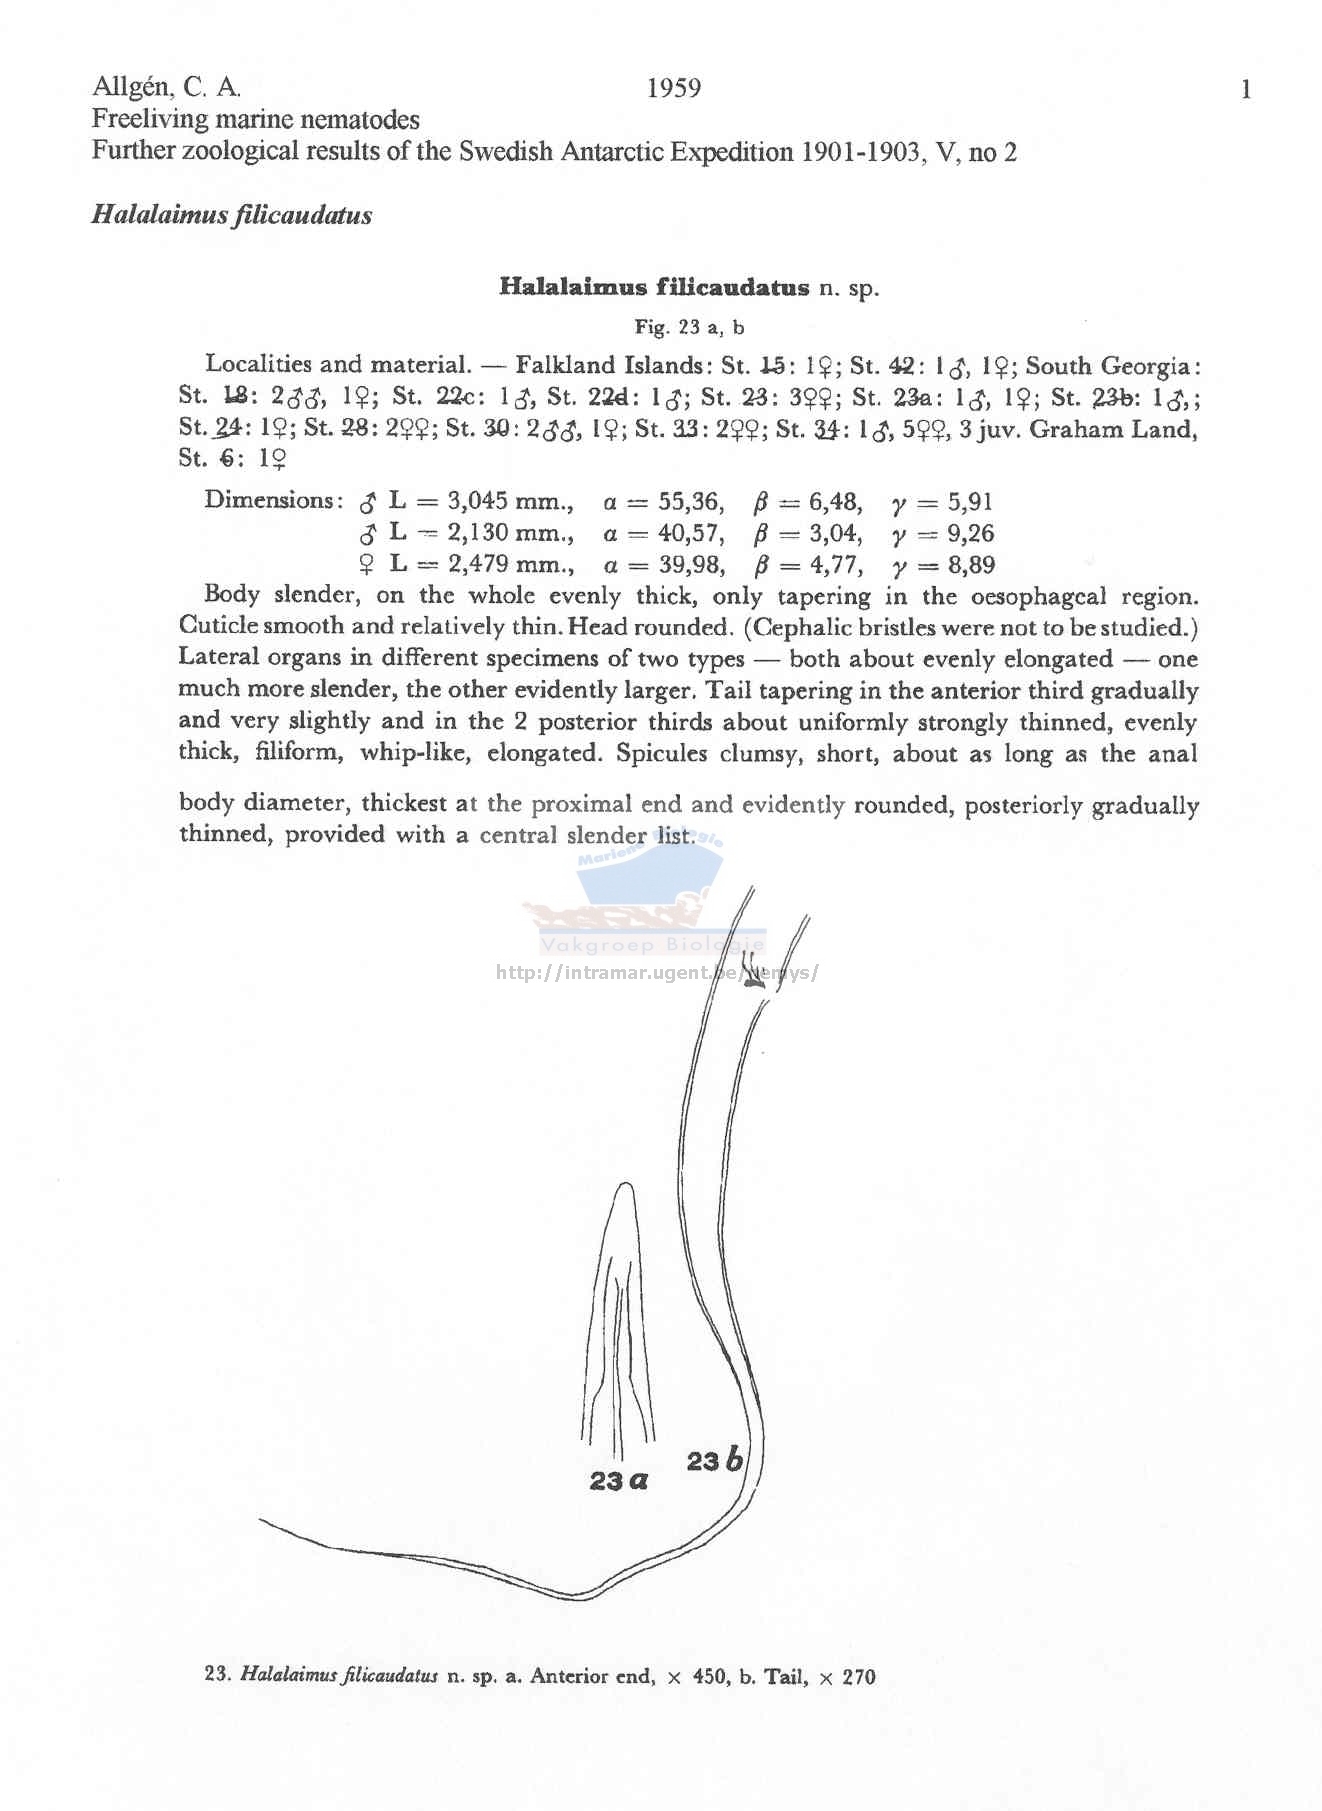 Allgén, C. A. 1959 1
Freeliving marine nematodes
Further zoological results of the Swedish Antarctic Expedition 1901-1903, V, no 2
Halalaimus filicaudatus
Halalaimus filicaudatus n. sp.
Fig. 23 a, b
Localities and material. — Falkland Islands: St. 15: 1♀; St. 42: 1♂, 1♀; South Georgia:
St. 18: 2♂♂, 1♀; St. 22c: 1♂, St. 22d: 1♂; St. 23: 3♀♀; St. 23a: 1♂, 1♀; St. 23b: 1♂,;
St. 24: 1♀; St. 28: 2♀♀; St. 30: 2♂♂, 1♀; St. 33: 2♀♀; St. 34: 1♂, 5♀♀, 3 juv. Graham Land,
St. 6: 1♀
Dimensions: ♂ L = 3,045 mm., α = 55,36, β = 6,48, γ = 5,91
♂ L = 2,130 mm., α = 40,57, β = 3,04, γ = 9,26
♀ L = 2,479 mm., α = 39,98, β = 4,77, γ = 8,89
Body slender, on the whole evenly thick, only tapering in the oesophageal region.
Cuticle smooth and relatively thin. Head rounded. (Cephalic bristles were not to be studied.)
Lateral organs in different specimens of two types — both about evenly elongated — one
much more slender, the other evidently larger. Tail tapering in the anterior third gradually
and very slightly and in the 2 posterior thirds about uniformly strongly thinned, evenly
thick, filiform, whip-like, elongated. Spicules clumsy, short, about as long as the anal
body diameter, thickest at the proximal end and evidently rounded, posteriorly gradually
thinned, provided with a central slender list.
Mariene Biologie
Vakgroep Biologie
http://intramar.ugent.be/nemys/
23 b
23 a
23. Halalaimus filicaudatus n. sp. a. Anterior end, × 450, b. Tail, × 270